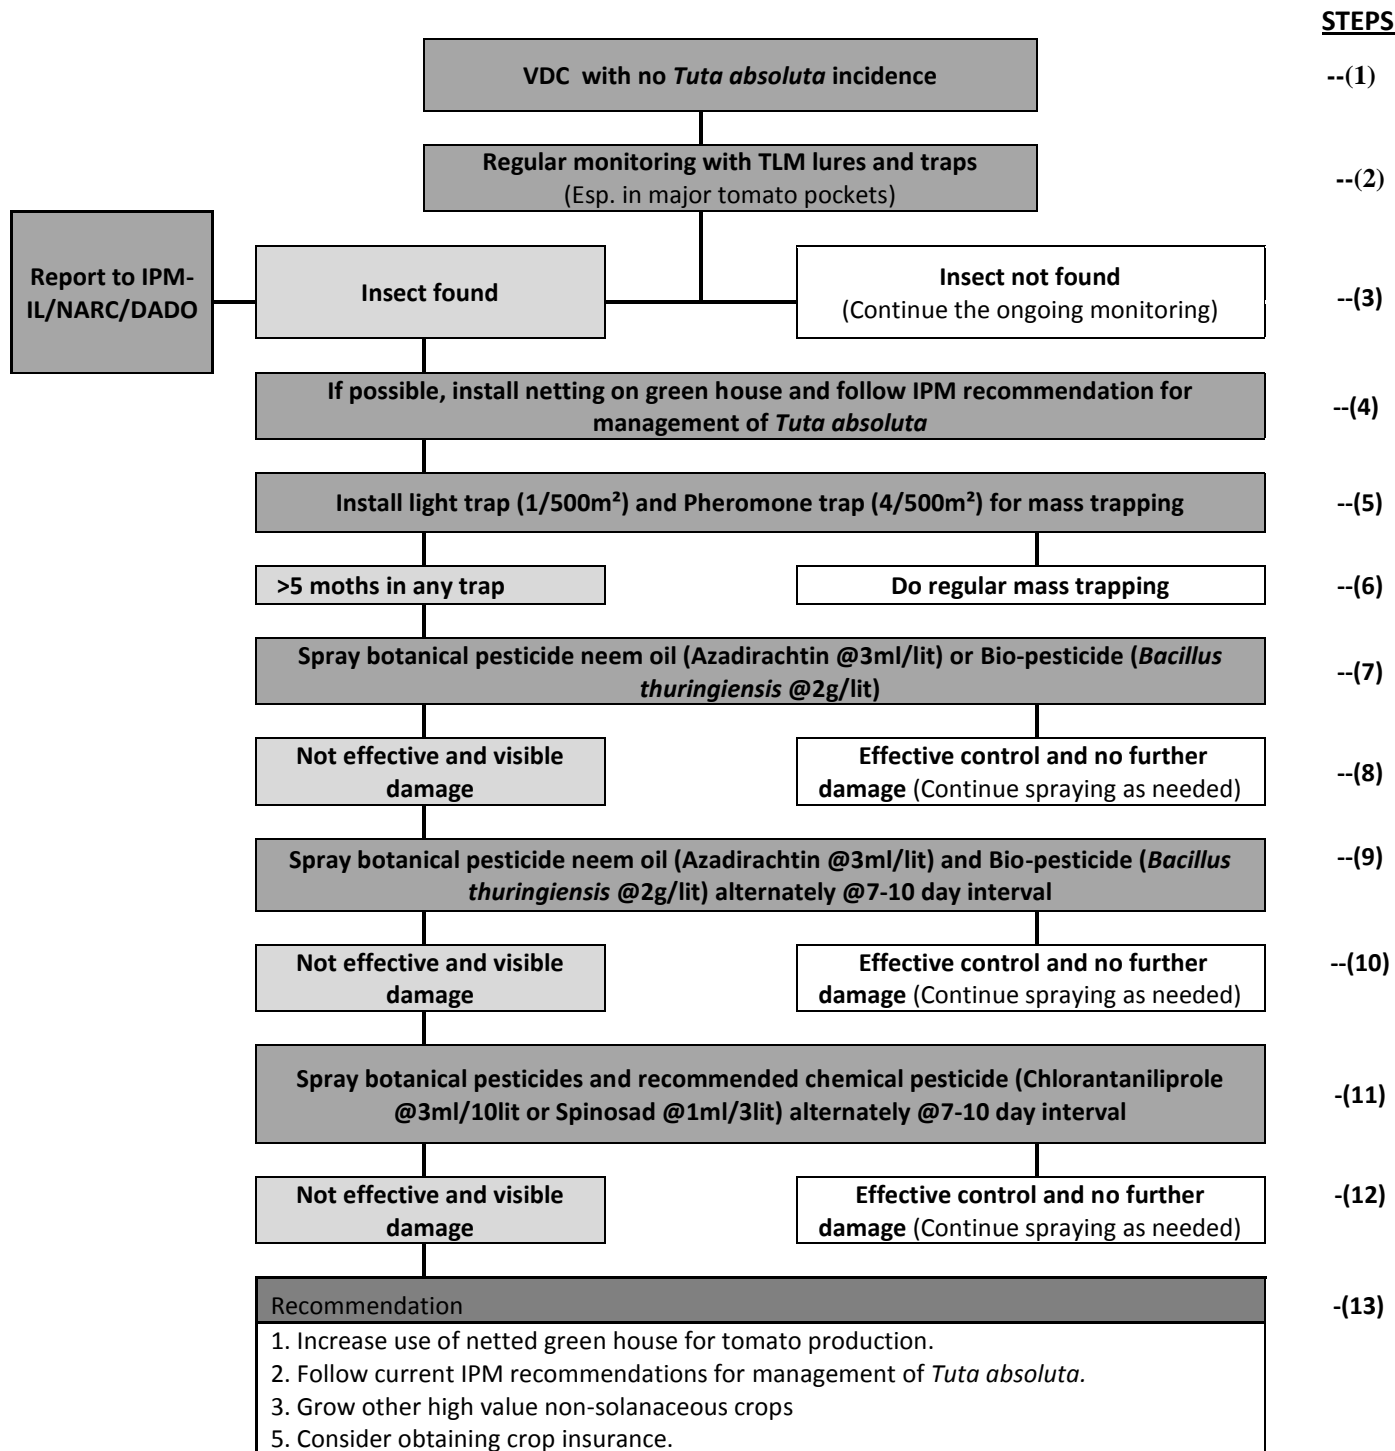 STEPS
VDC with no Tuta absoluta incidence
--(1)
Regular monitoring with TLM lures and traps
(Esp. in major tomato pockets)
--(2)
Report to IPM-
IL/NARC/DADO
Insect found
Insect not found
(Continue the ongoing monitoring)
--(3)
If possible, install netting on green house and follow IPM recommendation for
management of Tuta absoluta
--(4)
Install light trap (1/500m²) and Pheromone trap (4/500m²) for mass trapping
--(5)
>5 moths in any trap
Do regular mass trapping
--(6)
Spray botanical pesticide neem oil (Azadirachtin @3ml/lit) or Bio-pesticide (Bacillus
thuringiensis @2g/lit)
--(7)
Not effective and visible
damage
Effective control and no further
damage (Continue spraying as needed)
--(8)
Spray botanical pesticide neem oil (Azadirachtin @3ml/lit) and Bio-pesticide (Bacillus
thuringiensis @2g/lit) alternately @7-10 day interval
--(9)
Not effective and visible
damage
Effective control and no further
damage (Continue spraying as needed)
--(10)
Spray botanical pesticides and recommended chemical pesticide (Chlorantaniliprole
@3ml/10lit or Spinosad @1ml/3lit) alternately @7-10 day interval
-(11)
Not effective and visible
damage
Effective control and no further
damage (Continue spraying as needed)
-(12)
Recommendation
-(13)
1. Increase use of netted green house for tomato production.
2. Follow current IPM recommendations for management of Tuta absoluta.
3. Grow other high value non-solanaceous crops
5. Consider obtaining crop insurance.